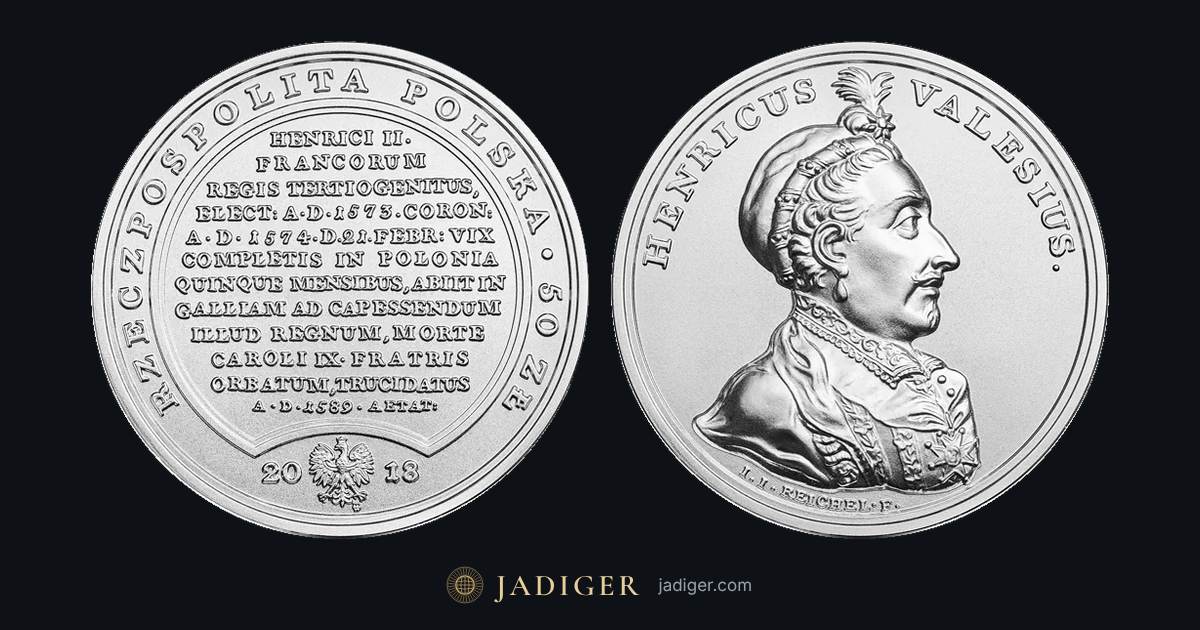 RZECZPOSPOLITA POLSKA · 50 ZŁ
HENRICI II.
FRANCORUM
REGIS TERTIOGENITUS,
ELECT: A·D·1573.CORON:
A·D·1574·D.21.FEBR: VIX
COMPLETIS IN POLONIA
QUINQUE MENSIBUS, ABIIT IN
GALLIAM AD CAPESSENDUM
ILLUD REGNUM, MORTE
CAROLI IX· FRATRIS
ORBATUM, TRUCIDATUS
A·D·1589·AETAT:
20 18
HENRICUS VALESIUS.
I. I. REICHEL·F.
JADIGER jadiger.com